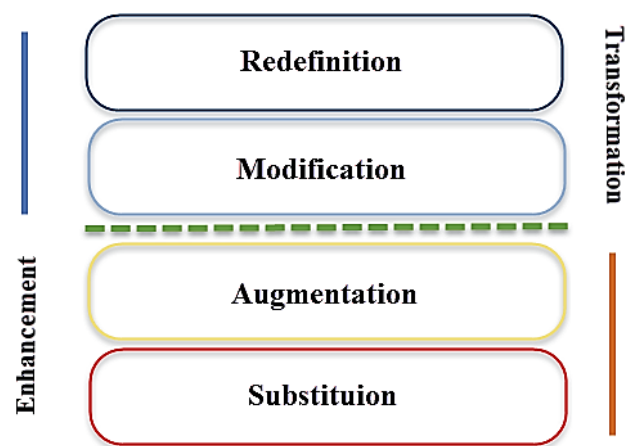 Redefinition
Transformation
Modification
Augmentation
Enhancement
Substituion